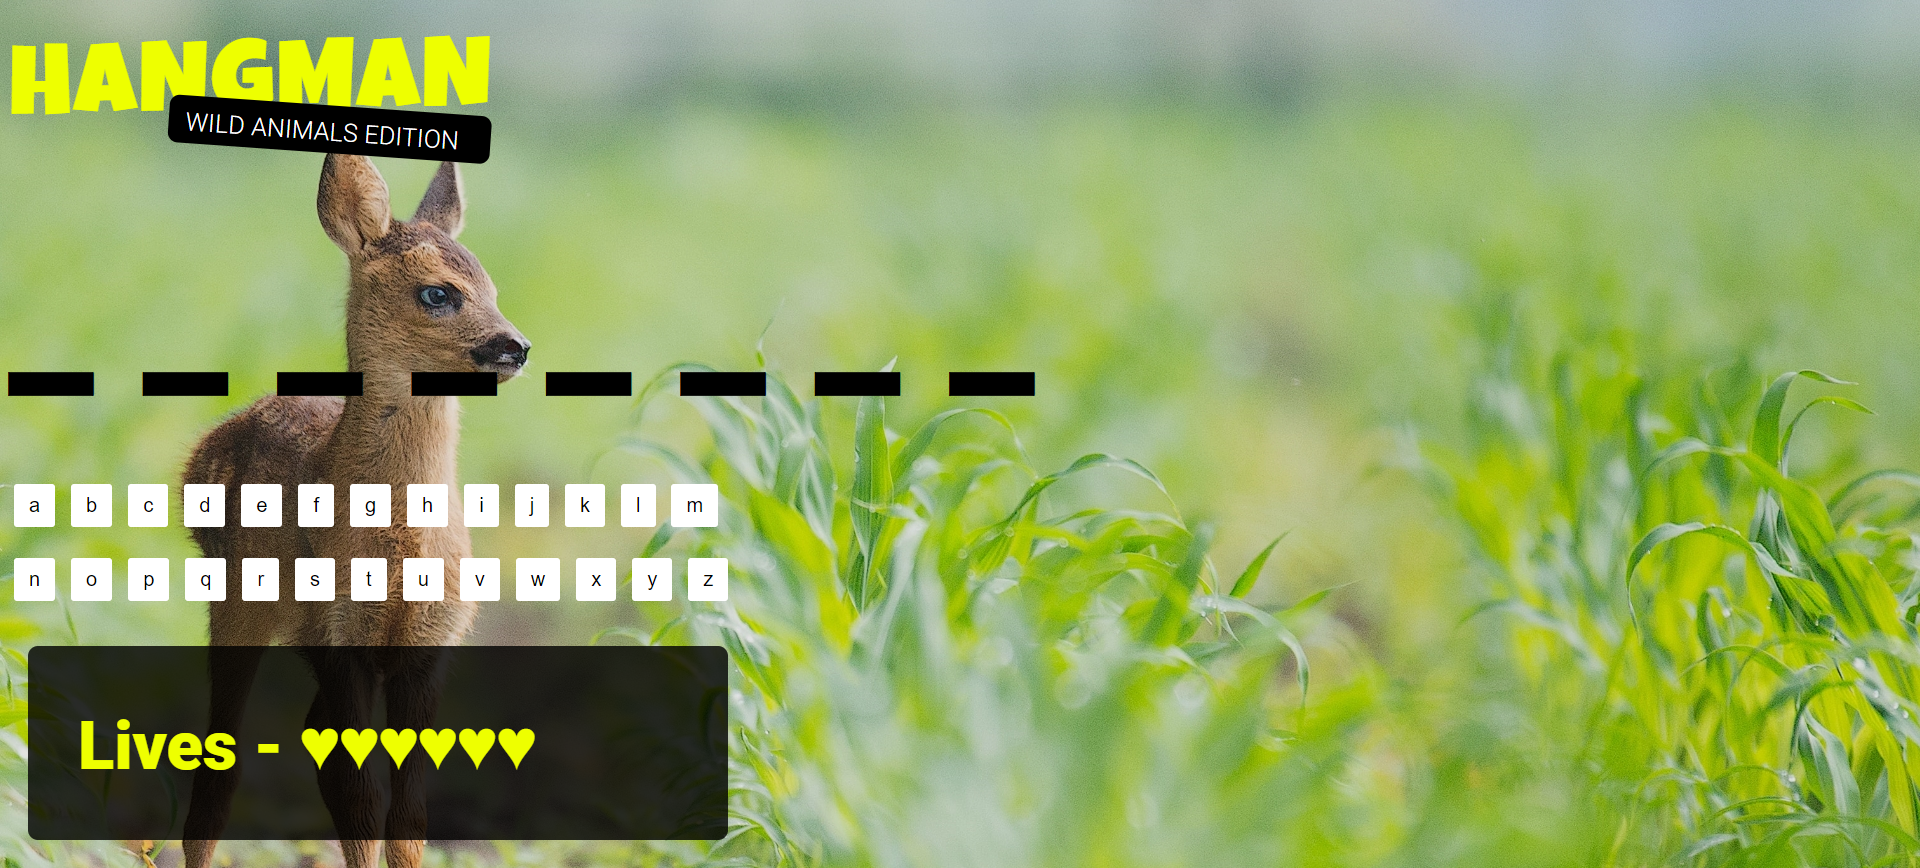 HANGMAN
WILD ANIMALS EDITION
a b c d e f g h i j k l m
n o p q r s t u v w x y z
Lives - ♥♥♥♥♥♥